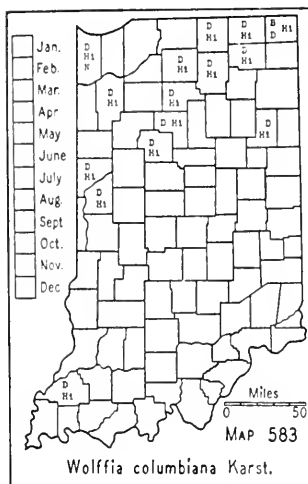 Jan.
Feb.
Mar.
Apr
May
June
July
Aug.
Sept
Oct.
Nov.
Dec
D
H1
N
D
H1
D
H1
B
D H1
D
H1
D
H1
D
H1
D
H1
D
H1
D H1
D
H1
D
H1
D
H1
D
H1
D
H1
Miles
0 50
MAP 583
Wolffia columbiana Karst.